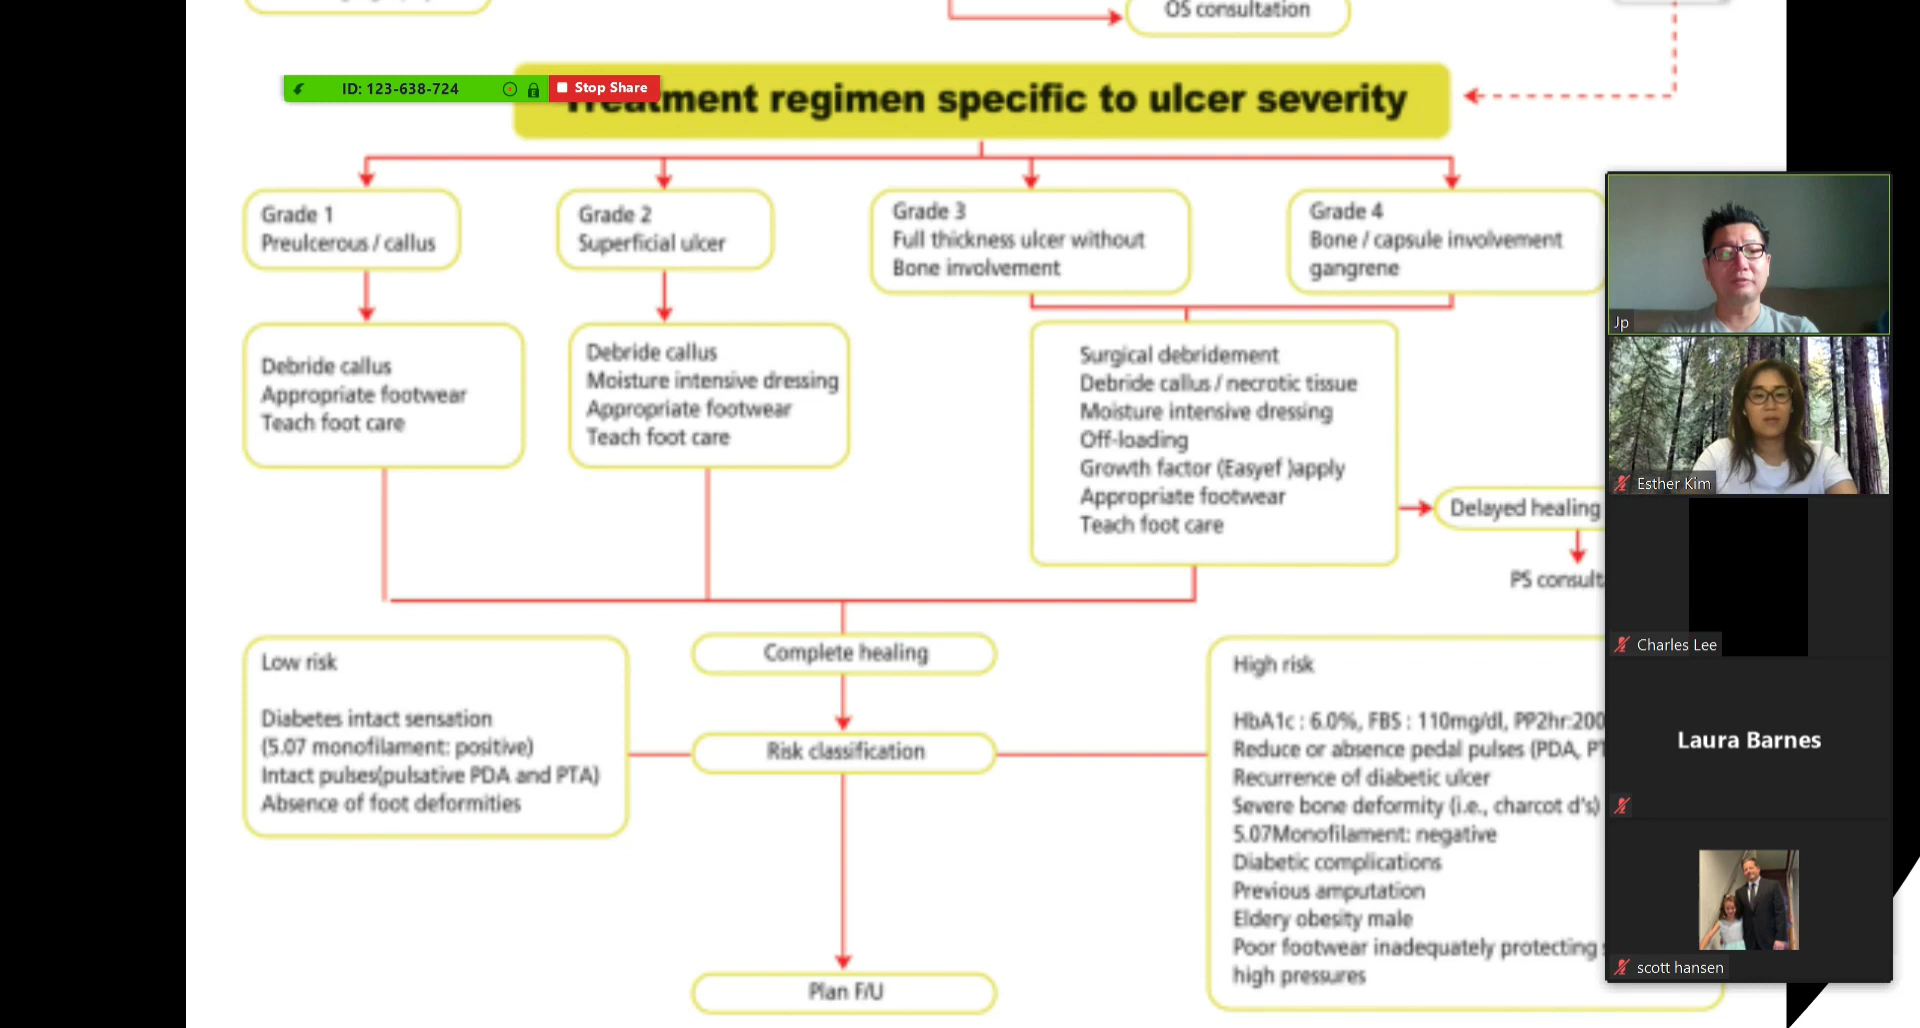 OS consultation
ID: 123-638-724
Stop Share
Treatment regimen specific to ulcer severity
Grade 1
Preulcerous / callus
Grade 2
Superficial ulcer
Grade 3
Full thickness ulcer without
Bone involvement
Grade 4
Bone / capsule involvement
gangrene
Debride callus
Appropriate footwear
Teach foot care
Debride callus
Moisture intensive dressing
Appropriate footwear
Teach foot care
Surgical debridement
Debride callus / necrotic tissue
Moisture intensive dressing
Off-loading
Growth factor (Easyef )apply
Appropriate footwear
Teach foot care
Delayed healing
PS consult
Complete healing
Low risk
Diabetes intact sensation
(5.07 monofilament: positive)
Intact pulses(pulsative PDA and PTA)
Absence of foot deformities
Risk classification
High risk
HbA1c : 6.0%, FBS : 110mg/dl, PP2hr:200
Reduce or absence pedal pulses (PDA, PT
Recurrence of diabetic ulcer
Severe bone deformity (i.e., charcot d's)
5.07Monofilament: negative
Diabetic complications
Previous amputation
Eldery obesity male
Poor footwear inadequately protecting
high pressures
Plan F/U
Jp
Esther Kim
Charles Lee
Laura Barnes
scott hansen